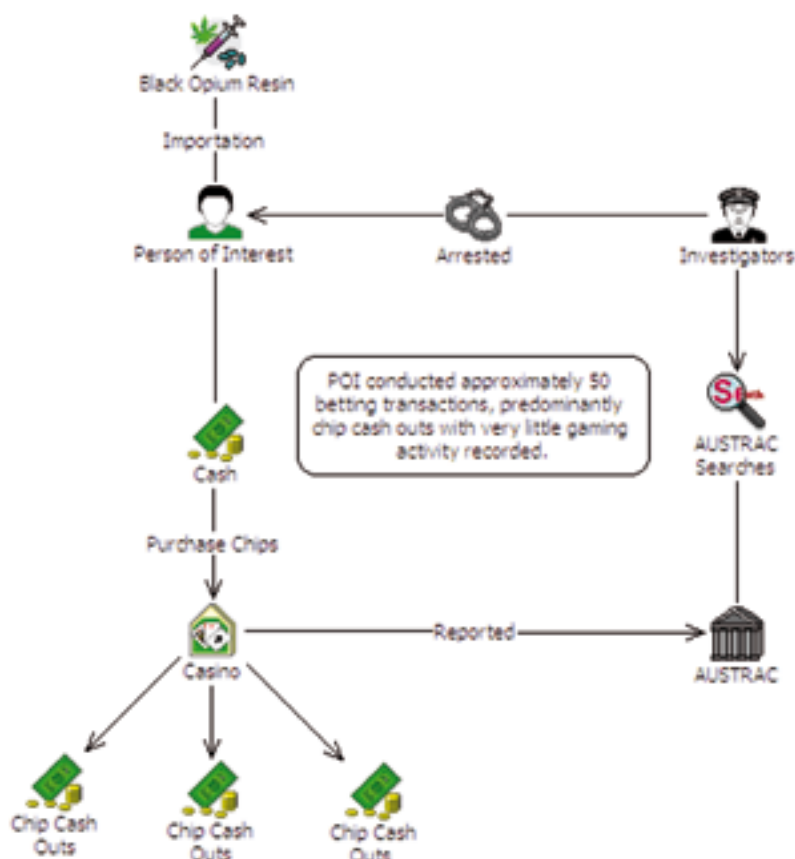 Black Opium Resin
Importation
Person of Interest
Arrested
Investigators
POI conducted approximately 50
betting transactions, predominantly
chip cash outs with very little gaming
activity recorded.
Cash
AUSTRAC
Searches
Purchase Chips
Casino
Reported
AUSTRAC
Chip Cash
Outs
Chip Cash
Outs
Chip Cash
Outs